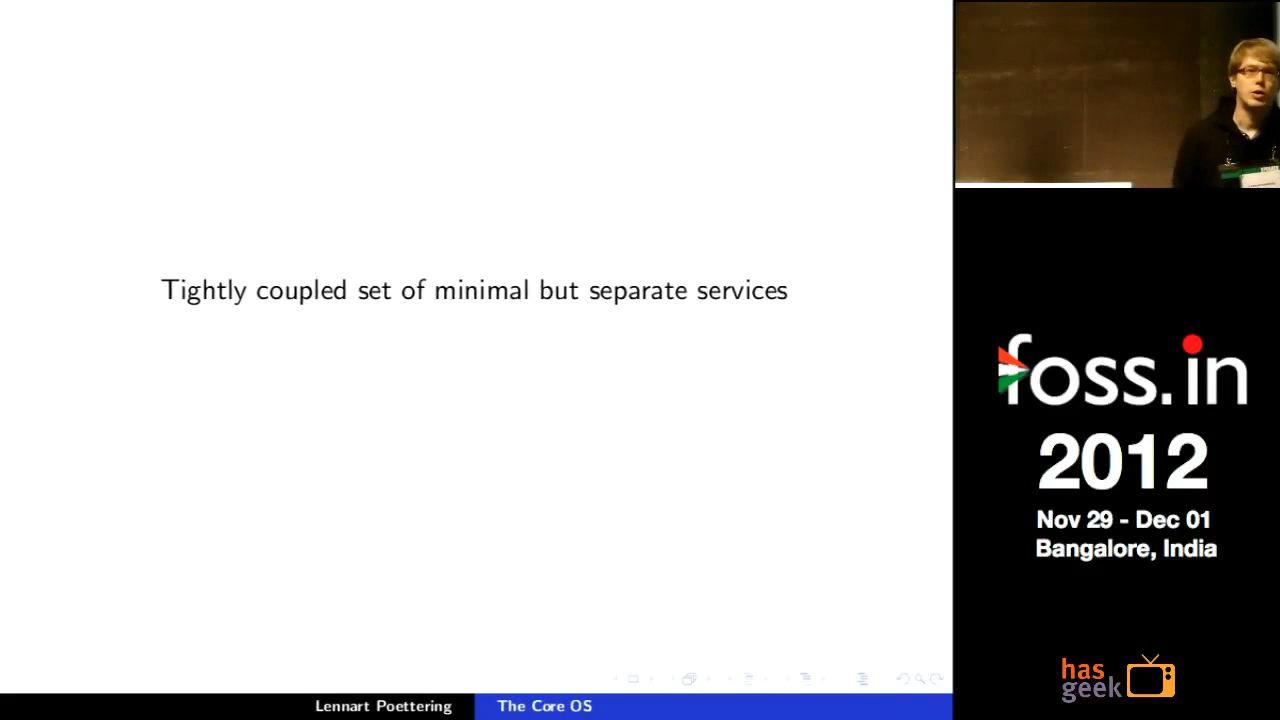 Tightly coupled set of minimal but separate services
foss.in
2012
Nov 29 - Dec 01
Bangalore, India
has
geek
Lennart Poettering
The Core OS